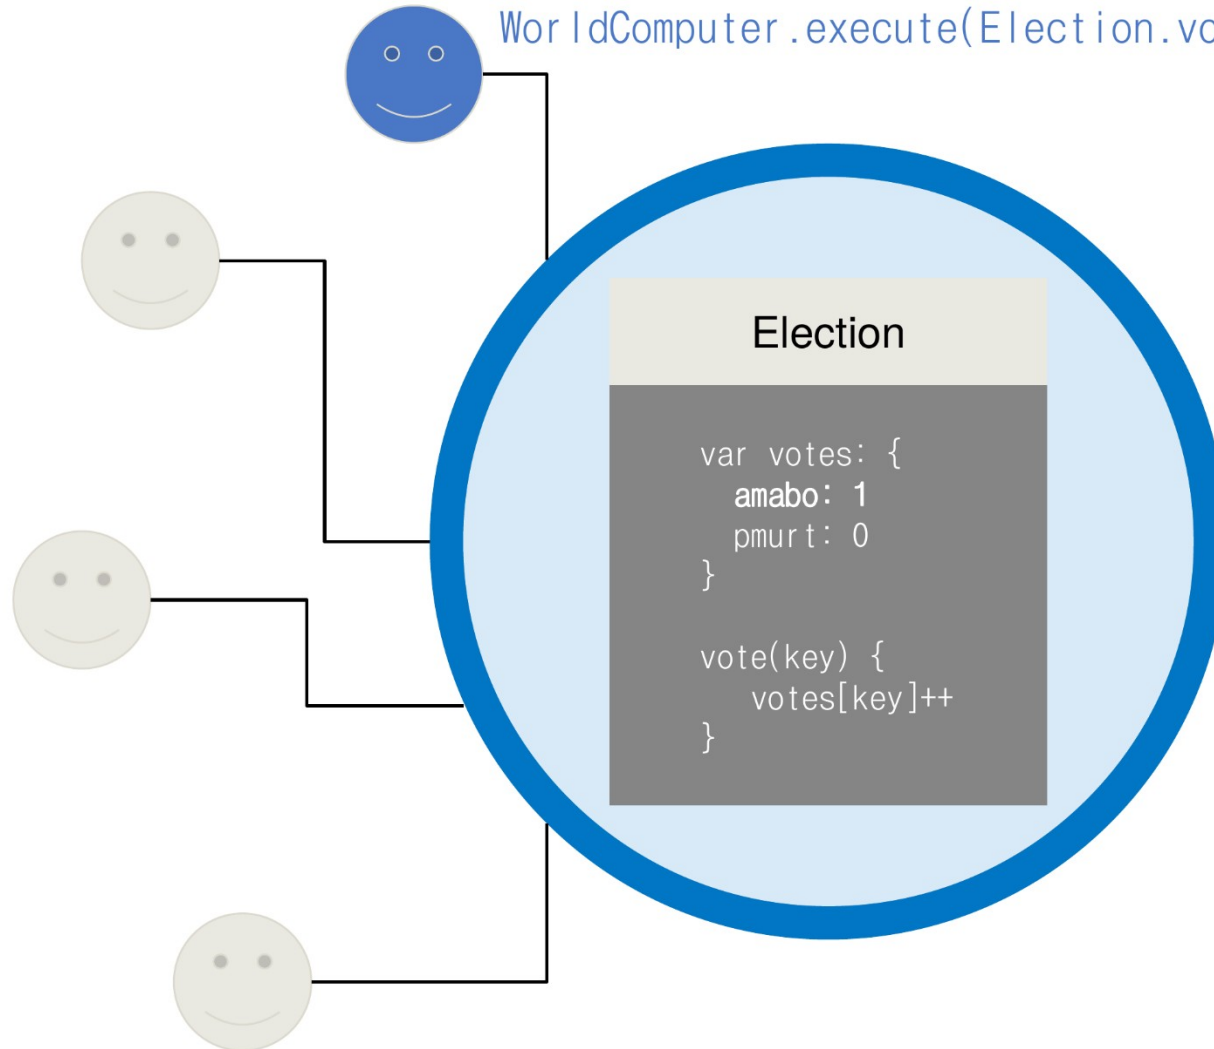 WorldComputer.execute(Election.vo
Election
var votes: {
amabo: 1
pmurt: 0
}
vote(key) {
votes[key]++
}